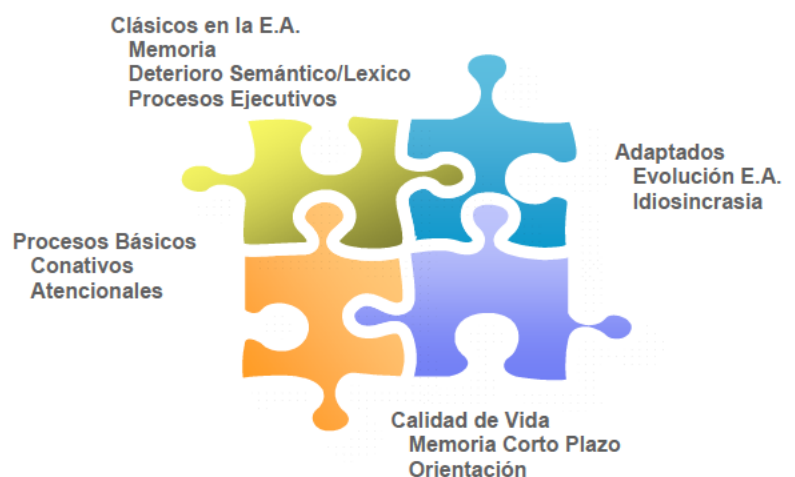 Clásicos en la E.A.
Memoria
Deterioro Semántico/Lexico
Procesos Ejecutivos
Adaptados
Evolución E.A.
Idiosincrasia
Procesos Básicos
Conativos
Atencionales
Calidad de Vida
Memoria Corto Plazo
Orientación